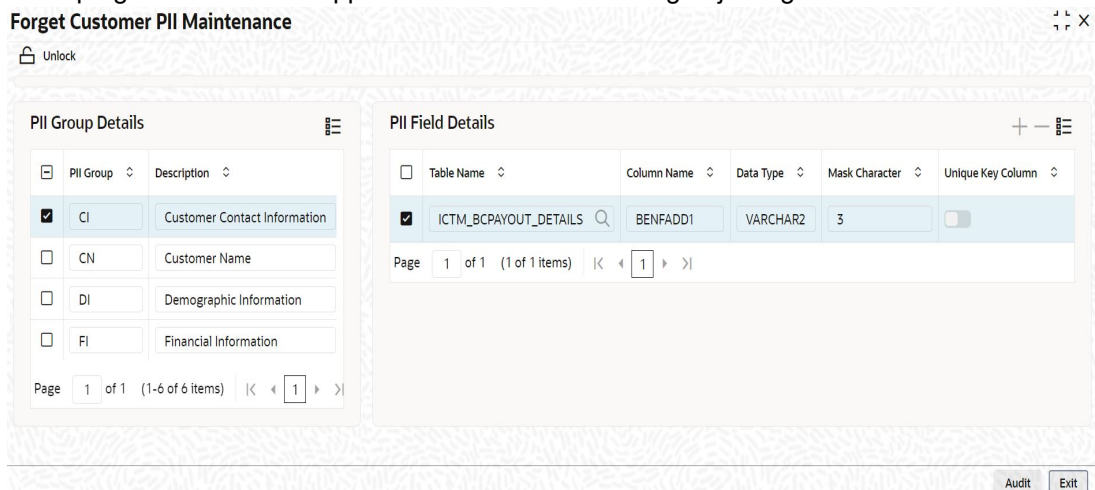 Forget Customer PII Maintenance
Unlock
PII Group Details
PII Group Description
CI Customer Contact Information
CN Customer Name
DI Demographic Information
FI Financial Information
Page 1 of 1 (1-6 of 6 items) 1
PII Field Details
Table Name Column Name Data Type Mask Character Unique Key Column
ICTM_BCPAYOUT_DETAILS BENFADD1 VARCHAR2 3
Page 1 of 1 (1 of 1 items) 1
Audit Exit